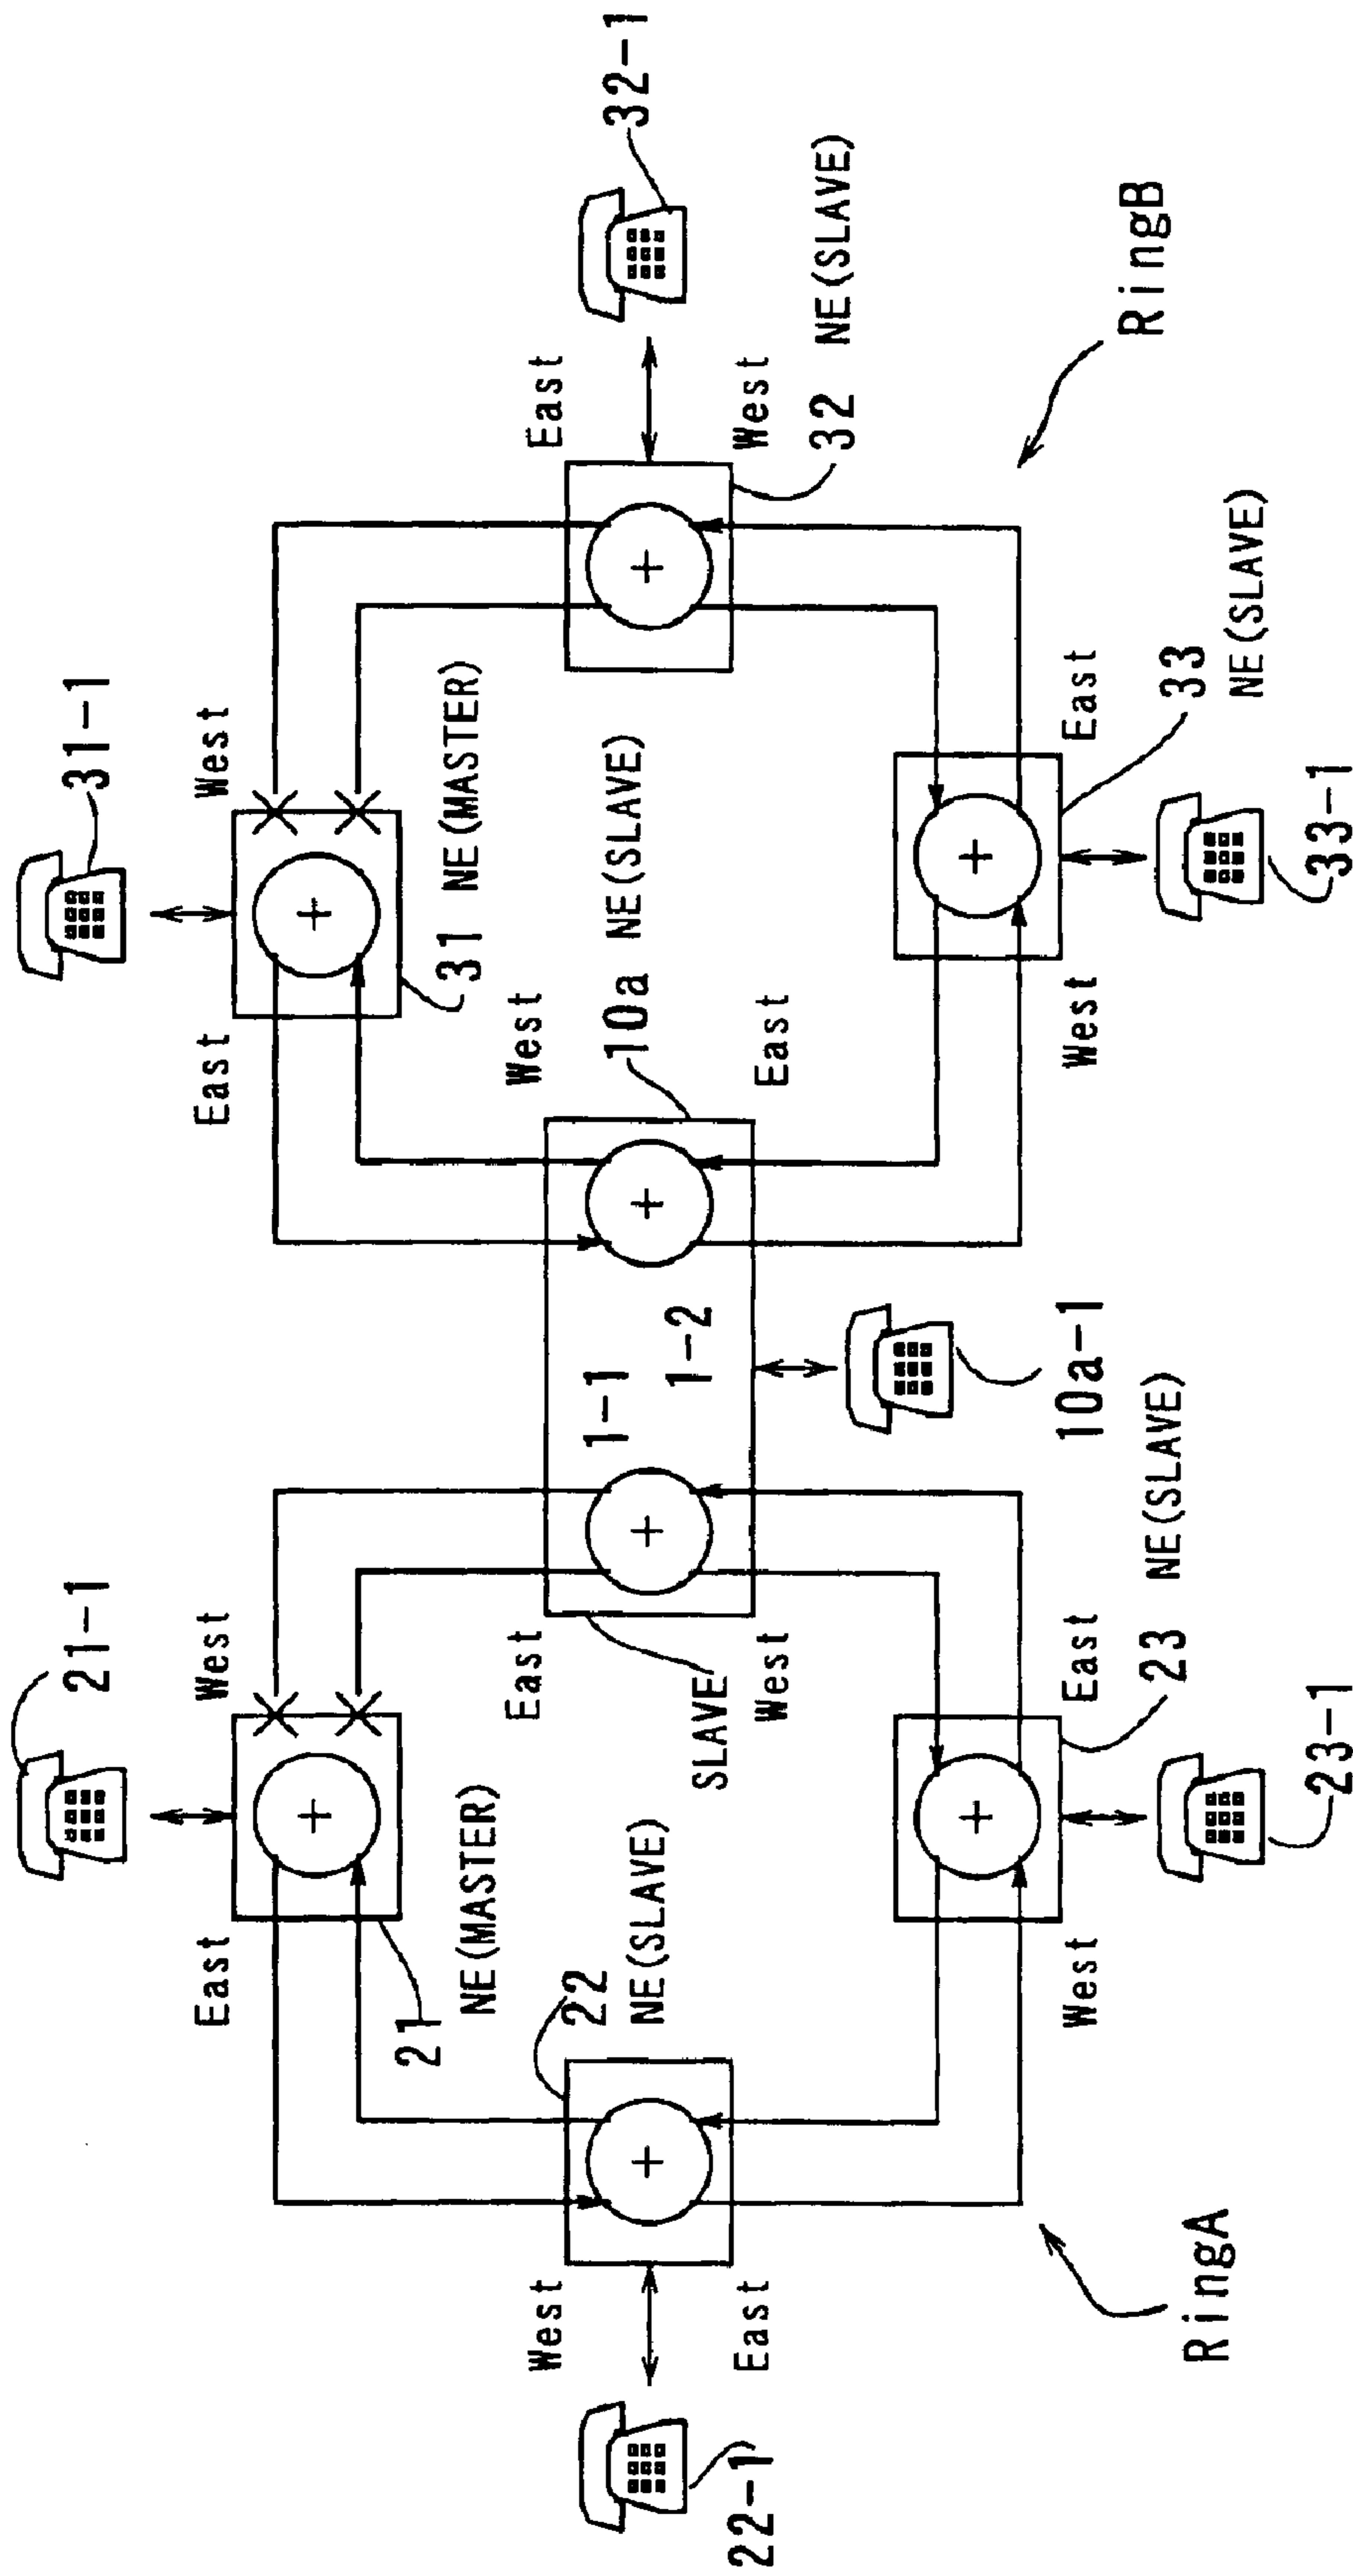 21-1
31-1
East
West
East
West
21
NE(MASTER)
31 NE(MASTER)
22
NE(SLAVE)
10a NE(SLAVE)
West
East
West
East
32-1
22-1
1-1
1-2
East
SLAVE
West
East
West
32 NE(SLAVE)
10a-1
West
East
23
NE(SLAVE)
West
East
33
NE(SLAVE)
RingA
23-1
33-1
RingB